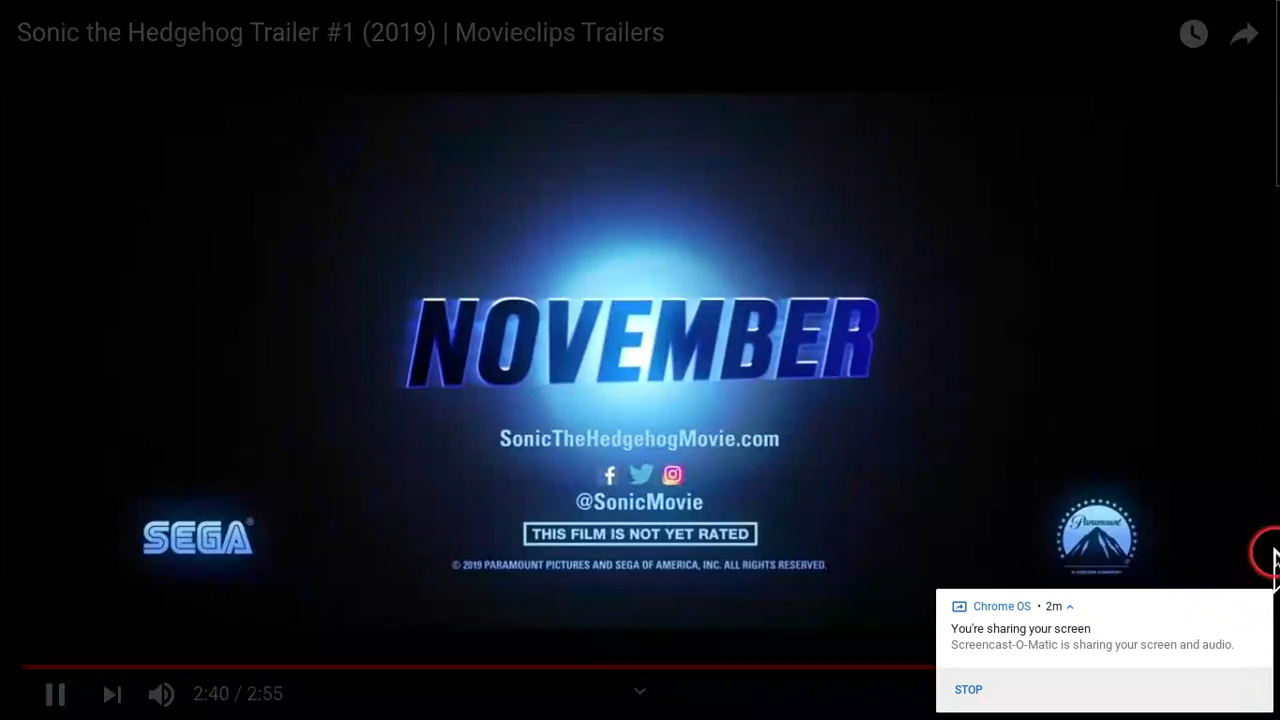 Sonic the Hedgehog Trailer #1 (2019) | Movieclips Trailers
NOVEMBER
SonicTheHedgehogMovie.com
@SonicMovie
THIS FILM IS NOT YET RATED
SEGA®
Paramount
© 2019 PARAMOUNT PICTURES AND SEGA OF AMERICA, INC. ALL RIGHTS RESERVED.
Chrome OS • 2m
You're sharing your screen
Screencast-O-Matic is sharing your screen and audio.
STOP
2:40 / 2:55